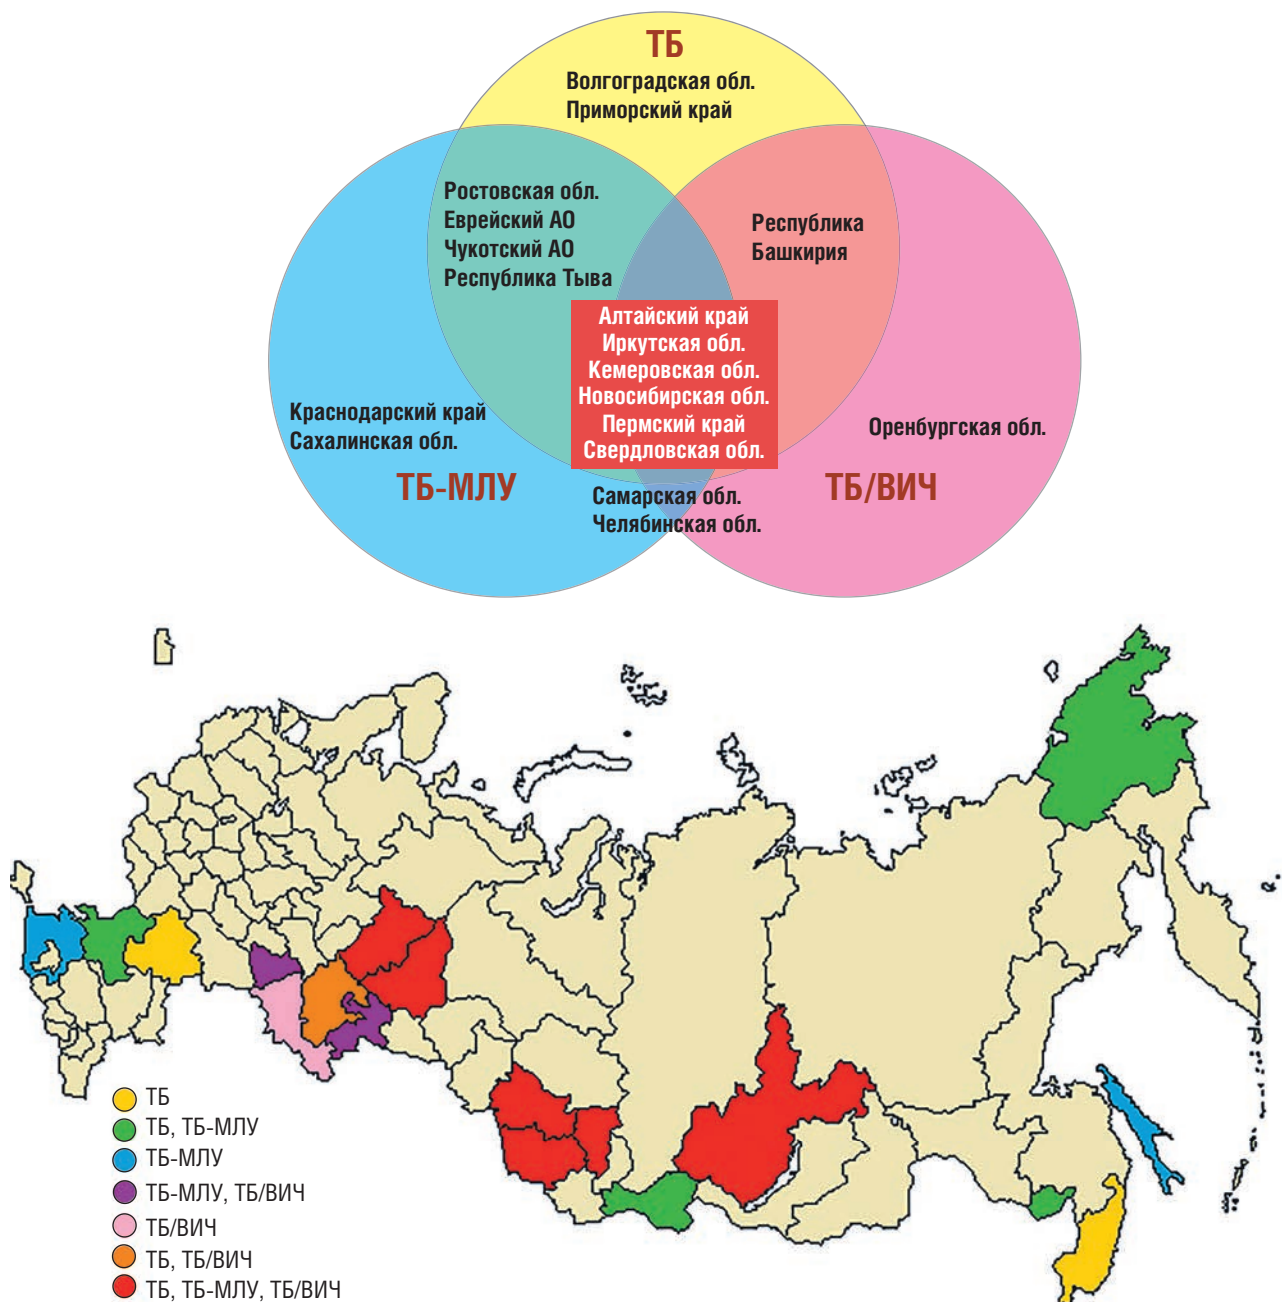 ТБ
Волгоградская обл.
Приморский край
Ростовская обл.
Еврейский АО
Чукотский АО
Республика Тыва
Республика
Башкирия
Алтайский край
Иркутская обл.
Кемеровская обл.
Новосибирская обл.
Пермский край
Свердловская обл.
Краснодарский край
Сахалинская обл.
Оренбургская обл.
ТБ-МЛУ
ТБ/ВИЧ
Самарская обл.
Челябинская обл.
ТБ
ТБ, ТБ-МЛУ
ТБ-МЛУ
ТБ-МЛУ, ТБ/ВИЧ
ТБ/ВИЧ
ТБ, ТБ/ВИЧ
ТБ, ТБ-МЛУ, ТБ/ВИЧ